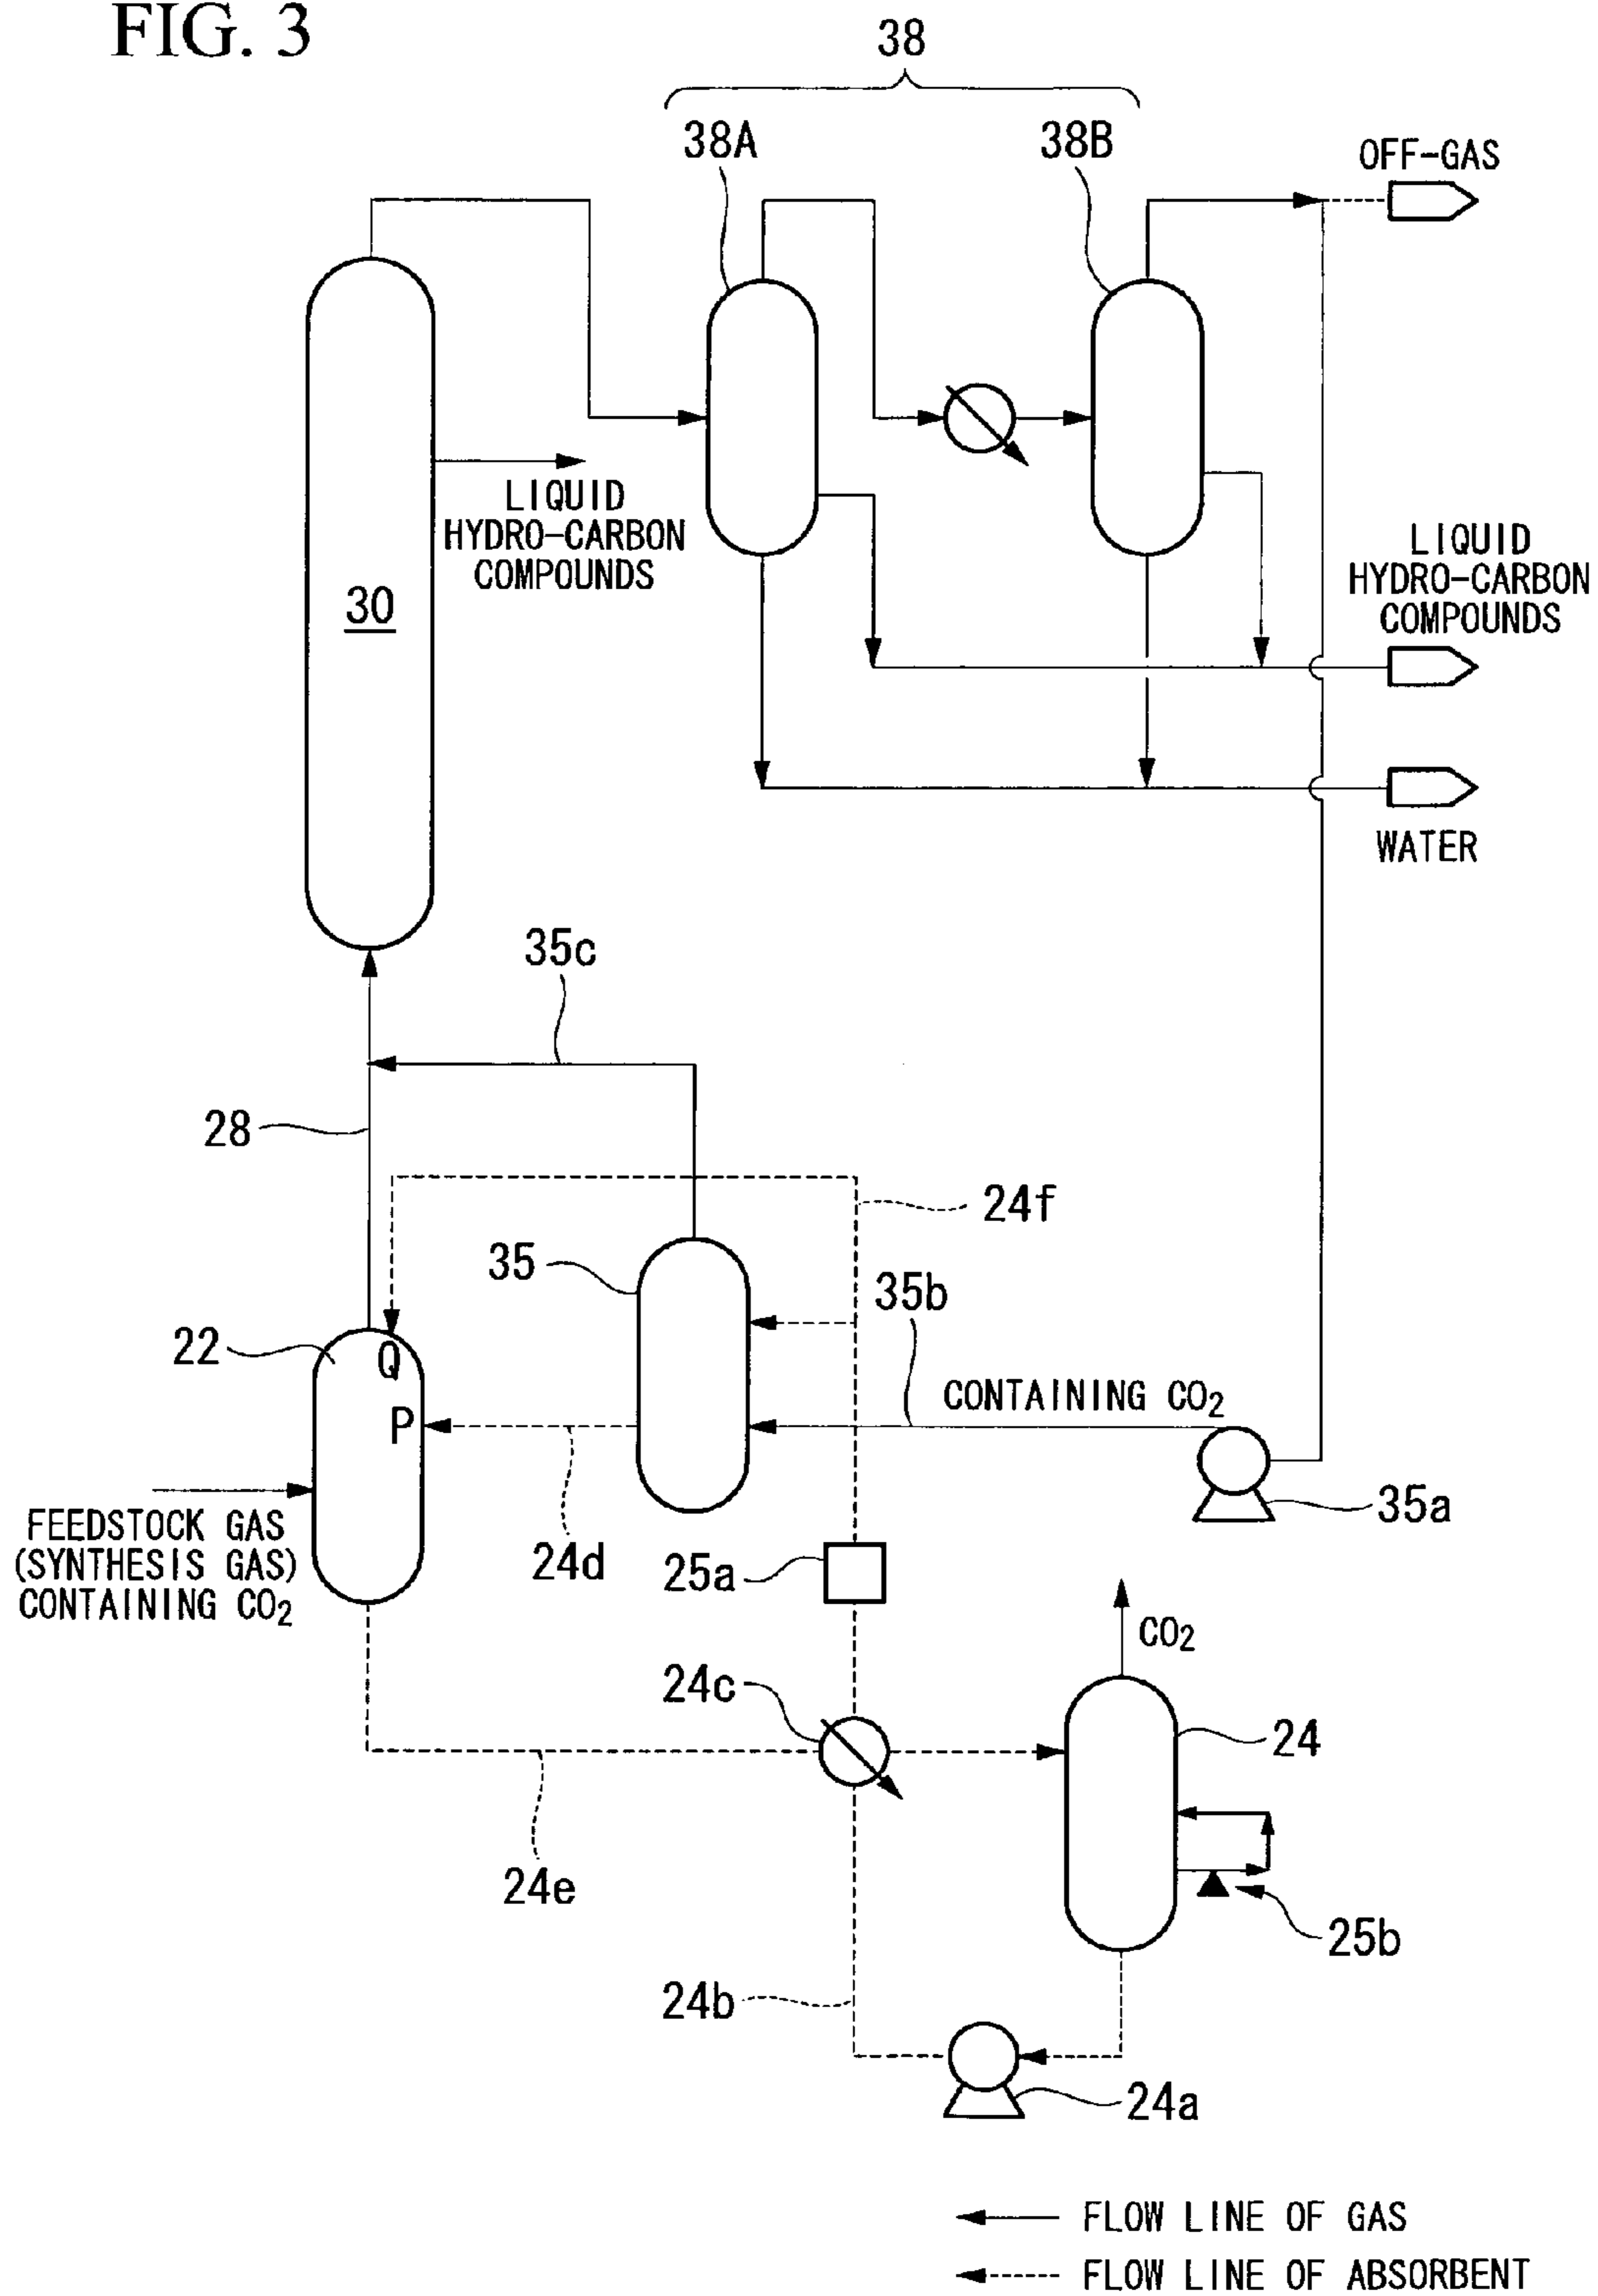 FIG. 3
38
38A
38B
OFF-GAS
LIQUID
HYDRO-CARBON
COMPOUNDS
30
LIQUID
HYDRO-CARBON
COMPOUNDS
WATER
35c
28
24f
35
35b
22
Q
P
CONTAINING CO₂
FEEDSTOCK GAS
(SYNTHESIS GAS)
CONTAINING CO₂
24d
25a
35a
CO₂
24c
24
24e
25b
24b
24a
FLOW LINE OF GAS
FLOW LINE OF ABSORBENT